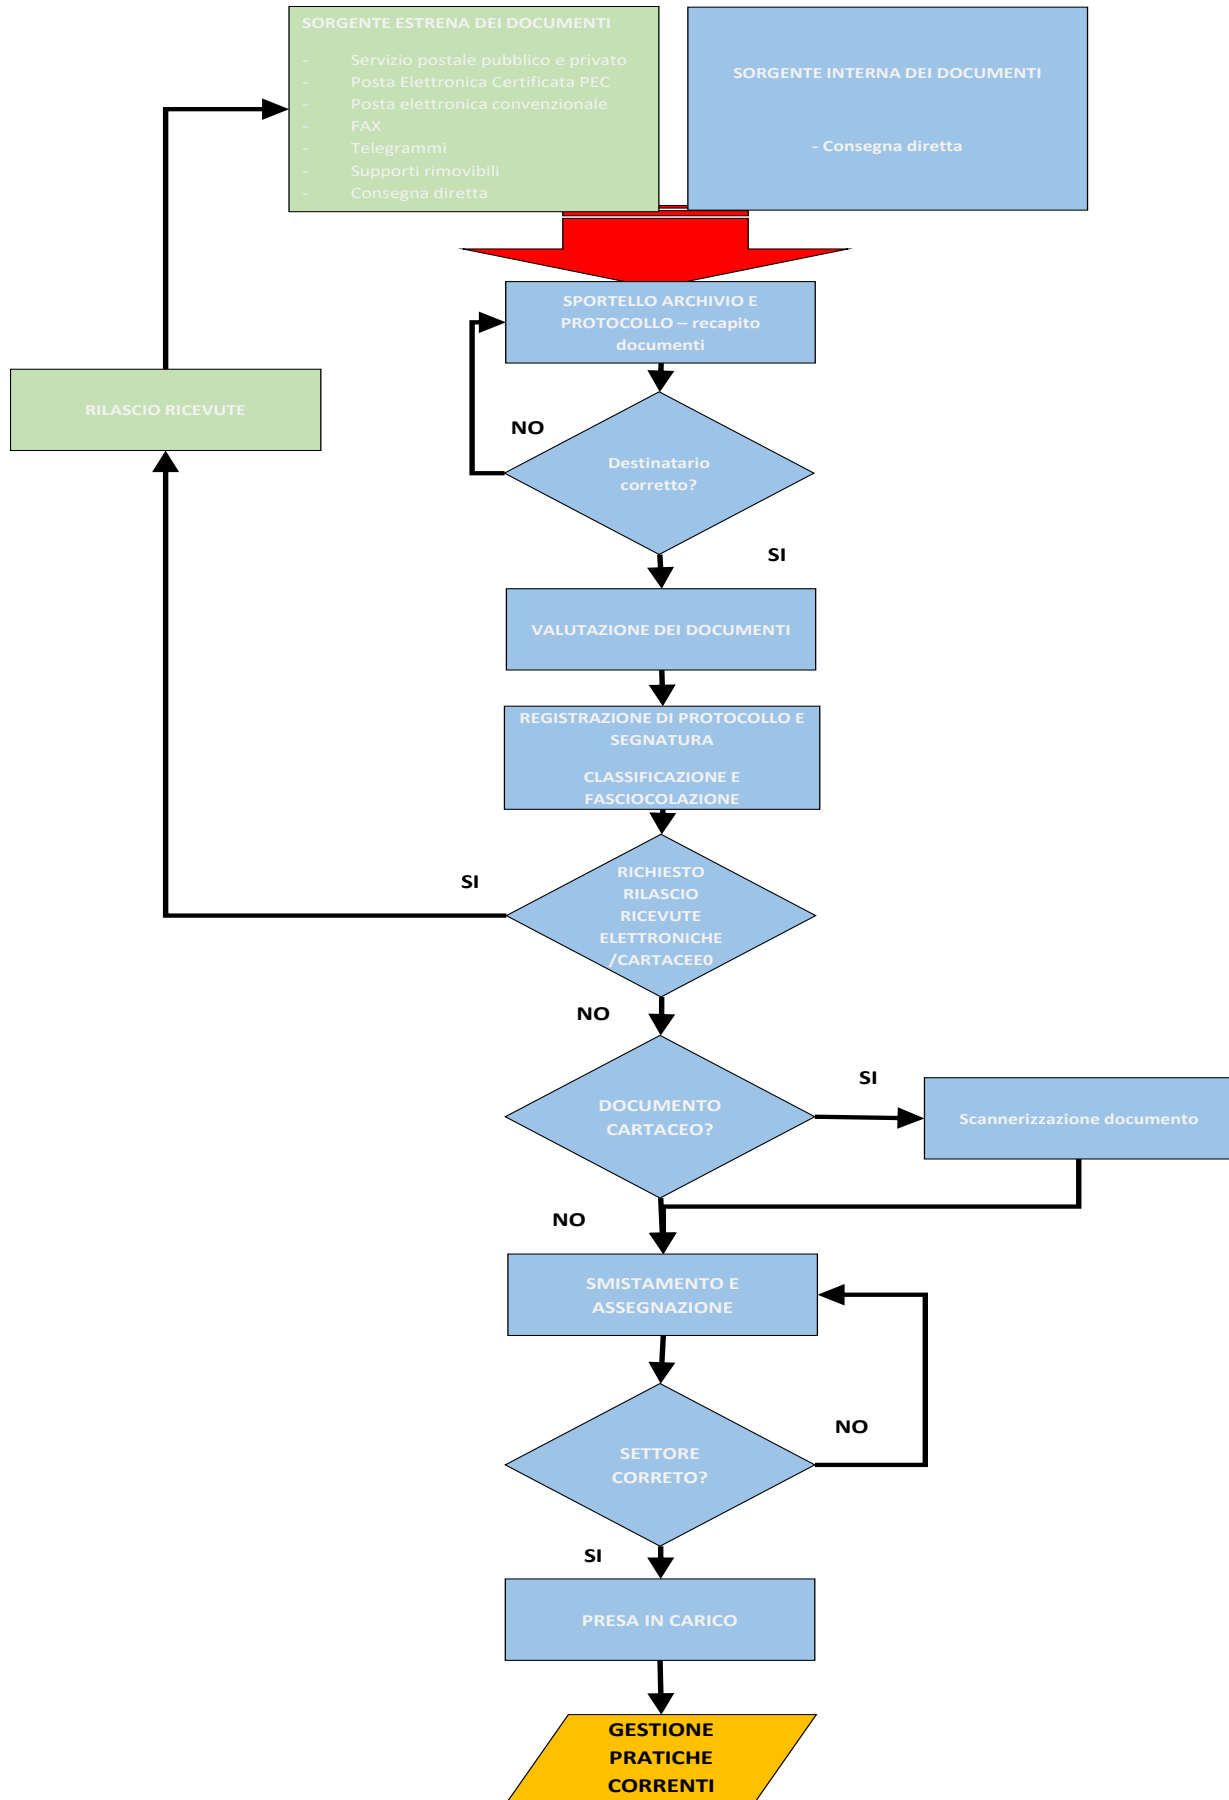 SORGENTE ESTRENA DEI DOCUMENTI
- Servizio postale pubblico e privato
- Posta Elettronica Certificata PEC
- Posta elettronica convenzionale
- FAX
- Telegrammi
- Supporti rimovibili
- Consegna diretta
SORGENTE INTERNA DEI DOCUMENTI
- Consegna diretta
SPORTELLO ARCHIVIO E
PROTOCOLLO – recapito
documenti
RILASCIO RICEVUTE
NO
Destinatario
corretto?
SI
VALUTAZIONE DEI DOCUMENTI
REGISTRAZIONE DI PROTOCOLLO E
SEGNATURA
CLASSIFICAZIONE E
FASCIOCOLAZIONE
SI
RICHIESTO
RILASCIO
RICEVUTE
ELETTRONICHE
/CARTACEE0
NO
DOCUMENTO
CARTACEO?
SI
Scannerizzazione documento
NO
SMISTAMENTO E
ASSEGNAZIONE
SETTORE
CORRETO?
NO
SI
PRESA IN CARICO
GESTIONE
PRATICHE
CORRENTI